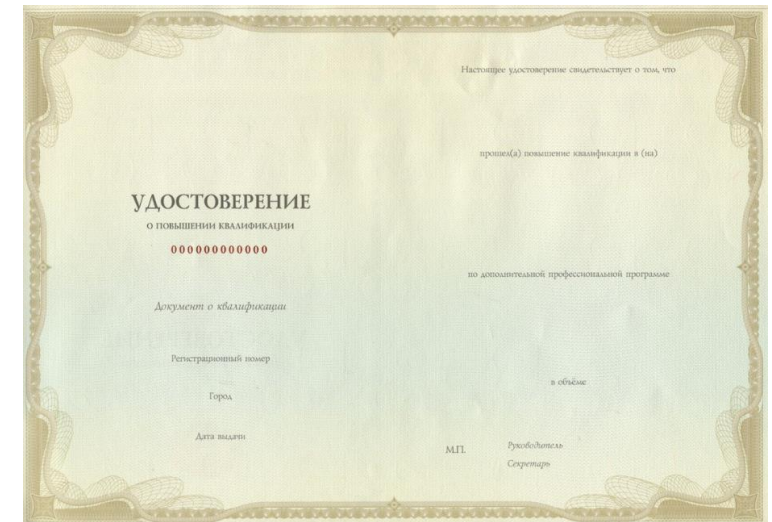 УДОСТОВЕРЕНИЕ
О ПОВЫШЕНИИ КВАЛИФИКАЦИИ
000000000000
Документ о квалификации
Регистрационный номер
Город
Дата выдачи
Настоящее удостоверение свидетельствует о том, что
прошел(а) повышение квалификации в (на)
по дополнительной профессиональной программе
в объёме
М.П.
Руководитель
Секретарь